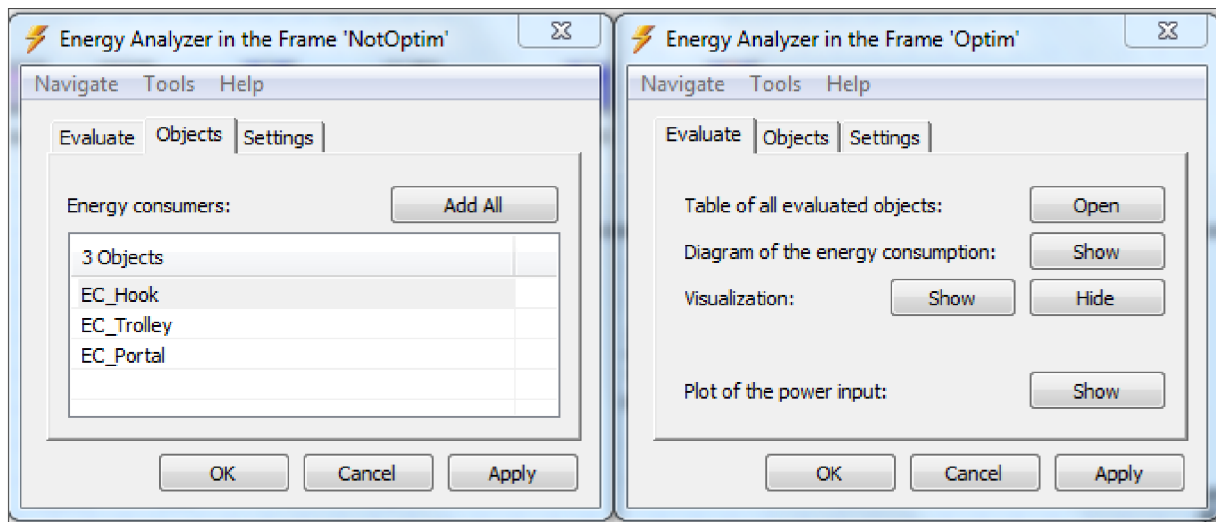 Energy Analyzer in the Frame 'NotOptim'
Navigate Tools Help
Evaluate Objects Settings
Energy consumers: Add All
3 Objects
EC_Hook
EC_Trolley
EC_Portal
OK Cancel Apply
Energy Analyzer in the Frame 'Optim'
Navigate Tools Help
Evaluate Objects Settings
Table of all evaluated objects: Open
Diagram of the energy consumption: Show
Visualization: Show Hide
Plot of the power input: Show
OK Cancel Apply